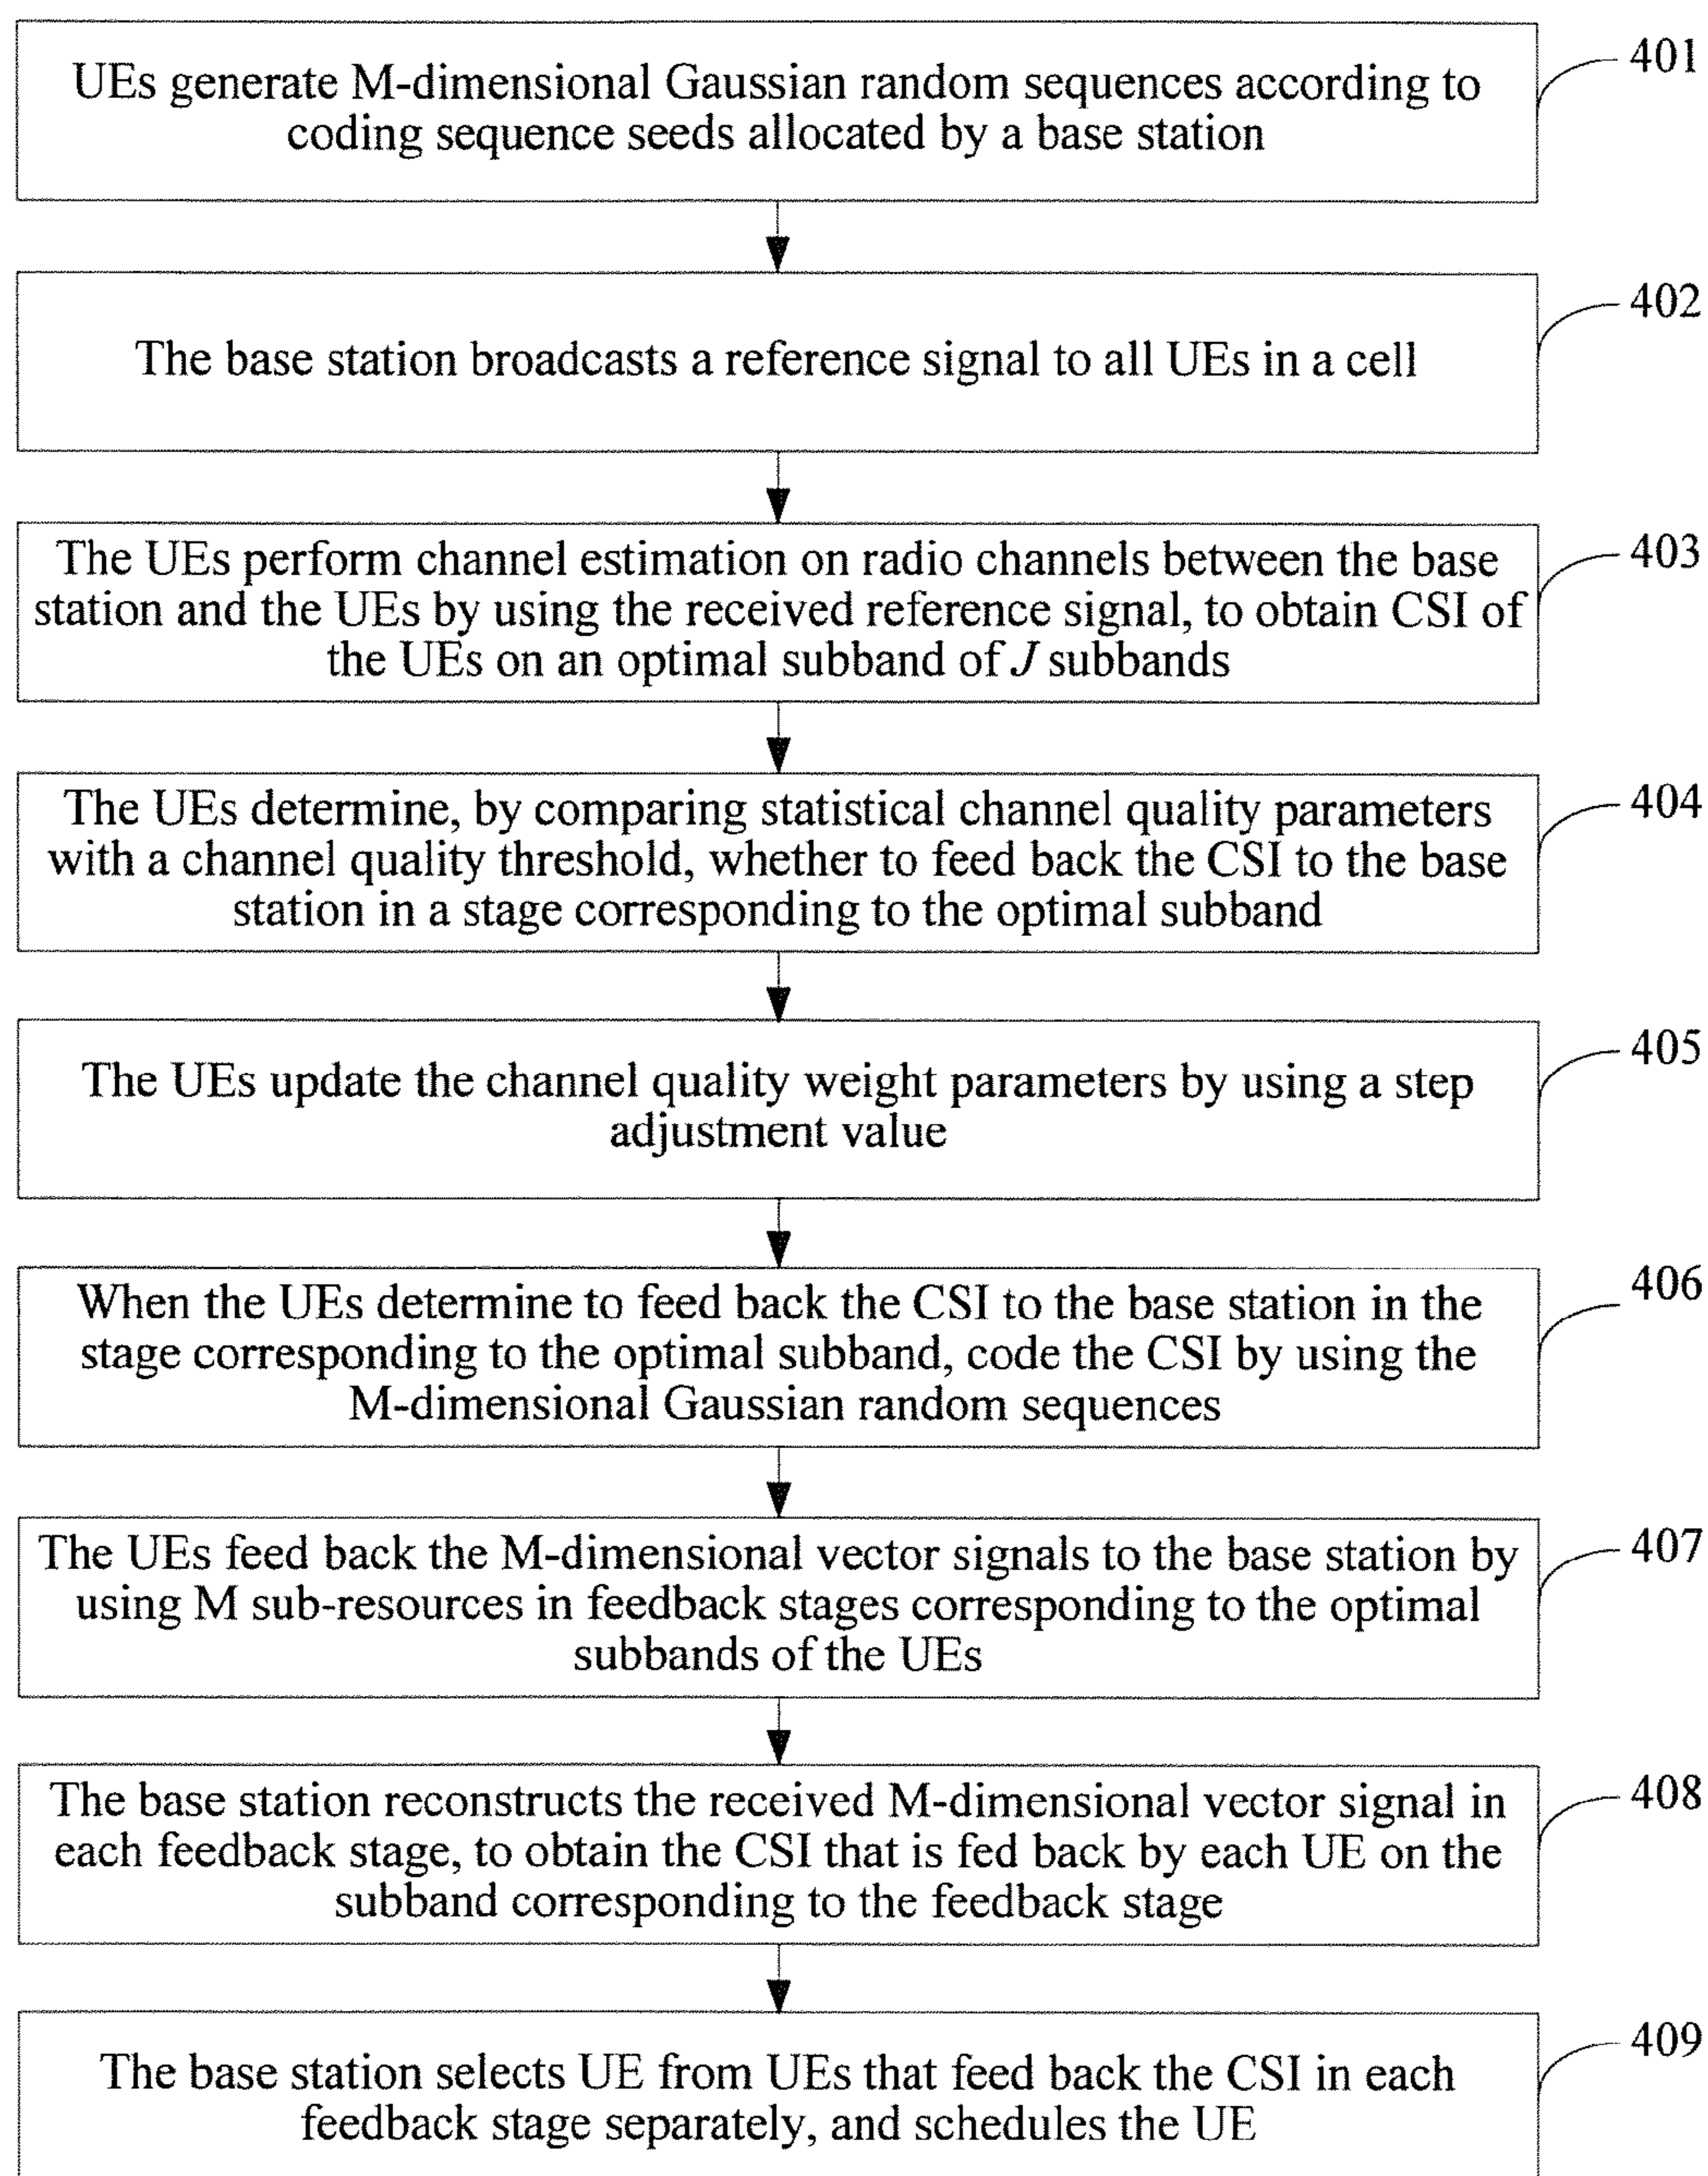 UEs generate M-dimensional Gaussian random sequences according to
coding sequence seeds allocated by a base station
401
The base station broadcasts a reference signal to all UEs in a cell
402
The UEs perform channel estimation on radio channels between the base
station and the UEs by using the received reference signal, to obtain CSI of
the UEs on an optimal subband of J subbands
403
The UEs determine, by comparing statistical channel quality parameters
with a channel quality threshold, whether to feed back the CSI to the base
station in a stage corresponding to the optimal subband
404
The UEs update the channel quality weight parameters by using a step
adjustment value
405
When the UEs determine to feed back the CSI to the base station in the
stage corresponding to the optimal subband, code the CSI by using the
M-dimensional Gaussian random sequences
406
The UEs feed back the M-dimensional vector signals to the base station by
using M sub-resources in feedback stages corresponding to the optimal
subbands of the UEs
407
The base station reconstructs the received M-dimensional vector signal in
each feedback stage, to obtain the CSI that is fed back by each UE on the
subband corresponding to the feedback stage
408
The base station selects UE from UEs that feed back the CSI in each
feedback stage separately, and schedules the UE
409